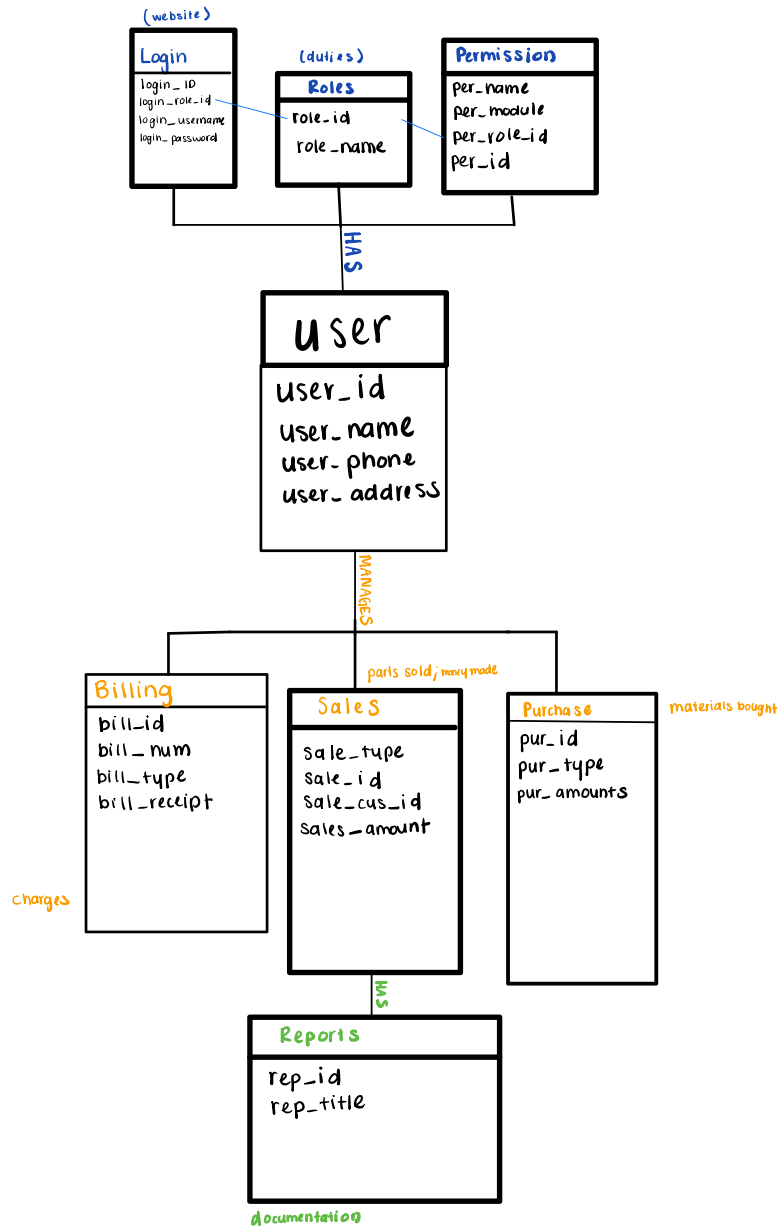 (website)
Login
login_ID
login_role_id
login_username
login_password
(duties)
Roles
role_id
role_name
Permission
per_name
per_module
per_role_id
per_id
HAS
user
user_id
user_name
user_phone
user_address
MANAGES
Billing
bill_id
bill_num
bill_type
bill_receipt
charges
parts sold; money made
Sales
sale_type
sale_id
sale_cus_id
sales_amount
Purchase
pur_id
pur_type
pur_amounts
materials bought
HAS
Reports
rep_id
rep_title
documentation